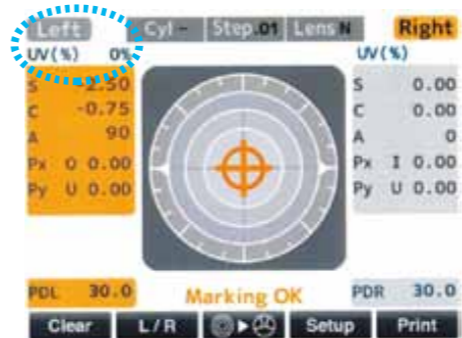 Left Cyl - Step.01 Lens N Right
UV(%) 0% UV(%)
S -2.50 S 0.00
C -0.75 C 0.00
A 90 A 0
Px O 0.00 Px I 0.00
Py U 0.00 Py U 0.00
PDL 30.0 Marking OK PDR 30.0
Clear L/R Setup Print